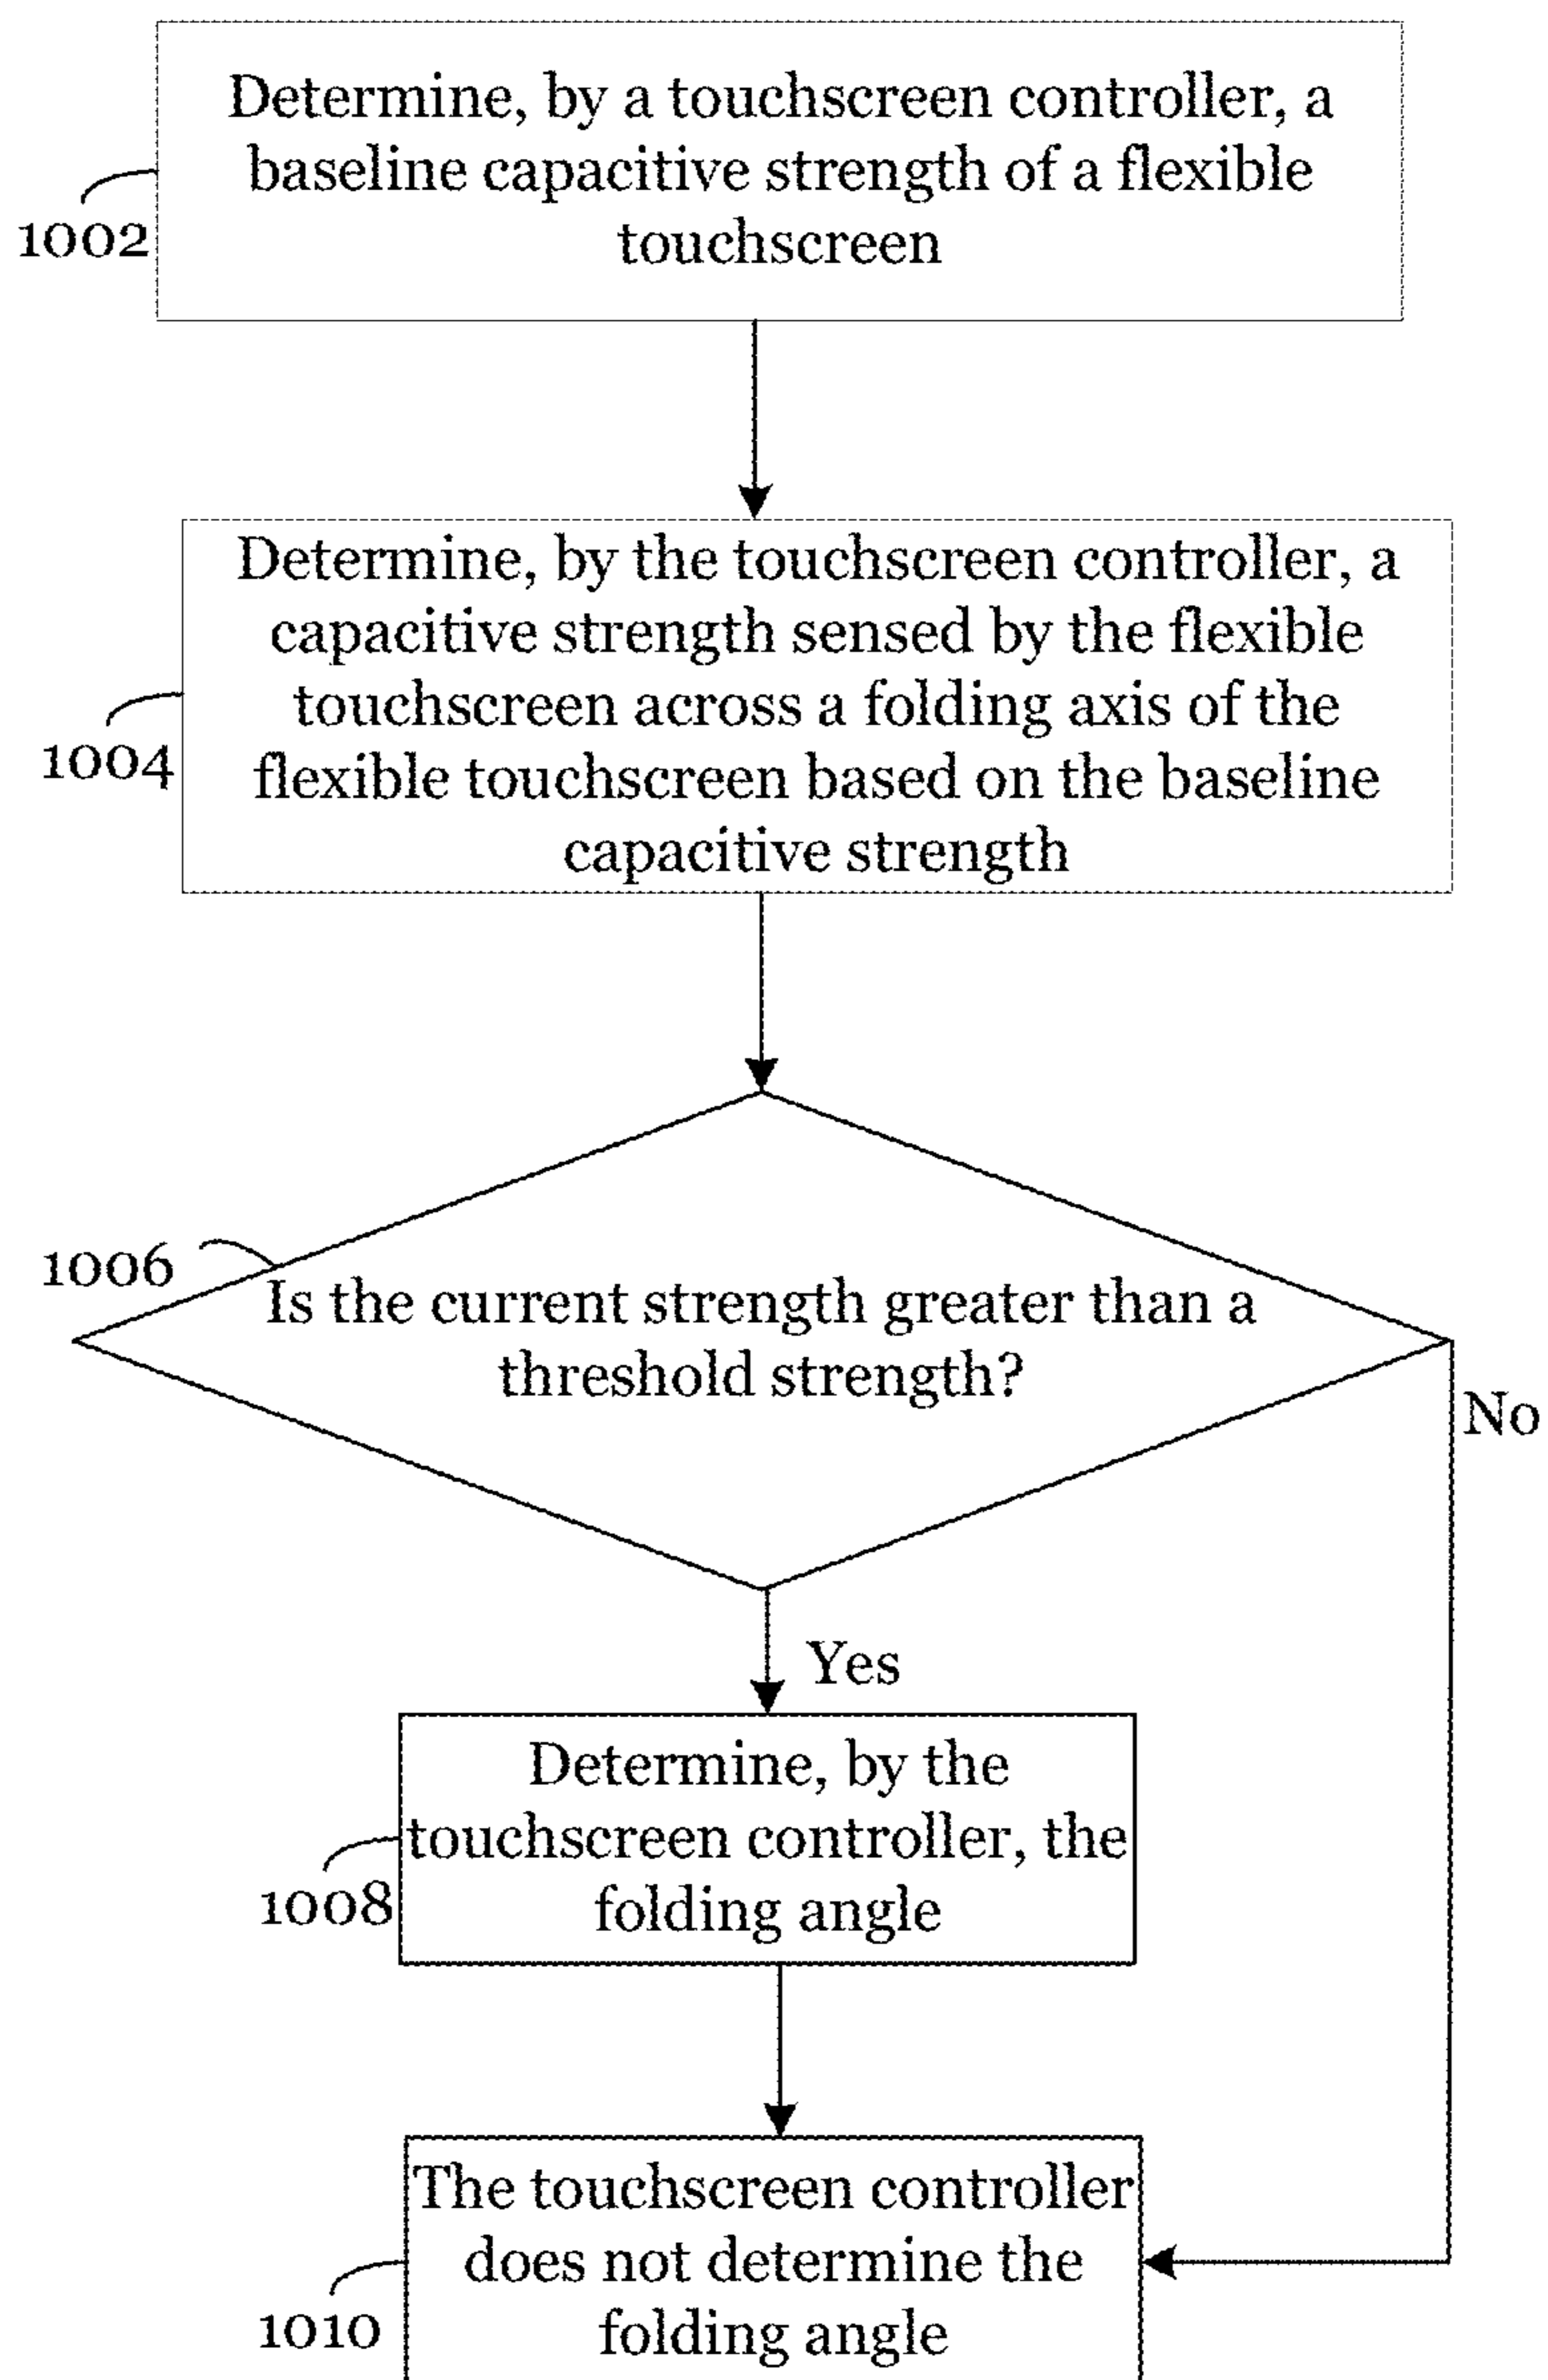 Determine, by a touchscreen controller, a
baseline capacitive strength of a flexible
touchscreen
1002
Determine, by the touchscreen controller, a
capacitive strength sensed by the flexible
touchscreen across a folding axis of the
flexible touchscreen based on the baseline
capacitive strength
1004
1006
Is the current strength greater than a
threshold strength?
No
Yes
Determine, by the
touchscreen controller, the
folding angle
1008
The touchscreen controller
does not determine the
folding angle
1010